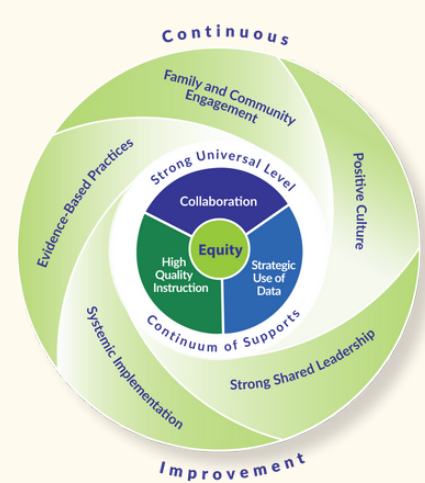 Continuous
Family and Community
Engagement
Positive Culture
Evidence-Based Practices
Strong Universal Level
Collaboration
Equity
High
Quality
Instruction
Strategic
Use of
Data
Continuum of Supports
Strong Shared Leadership
Systemic Implementation
Improvement